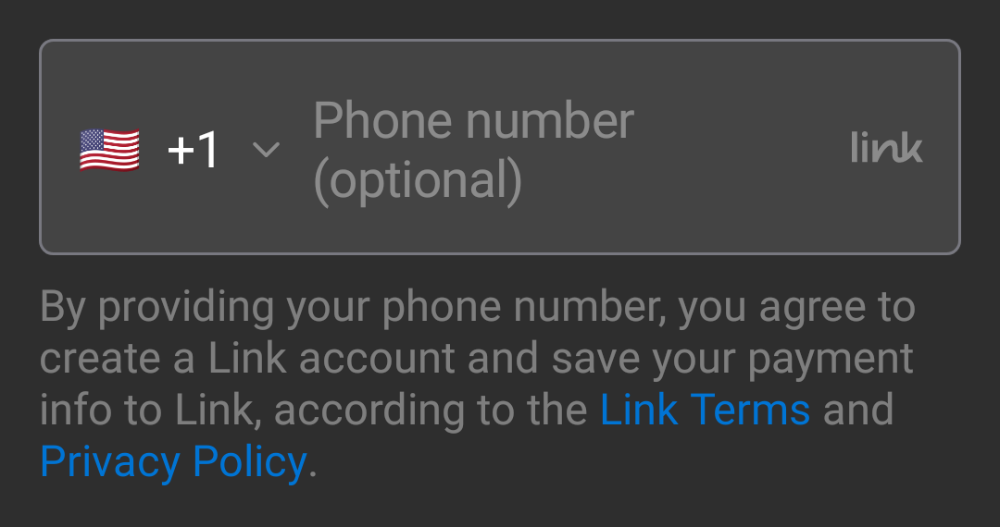 +1 Phone number
(optional)
link
By providing your phone number, you agree to
create a Link account and save your payment
info to Link, according to the Link Terms and
Privacy Policy.